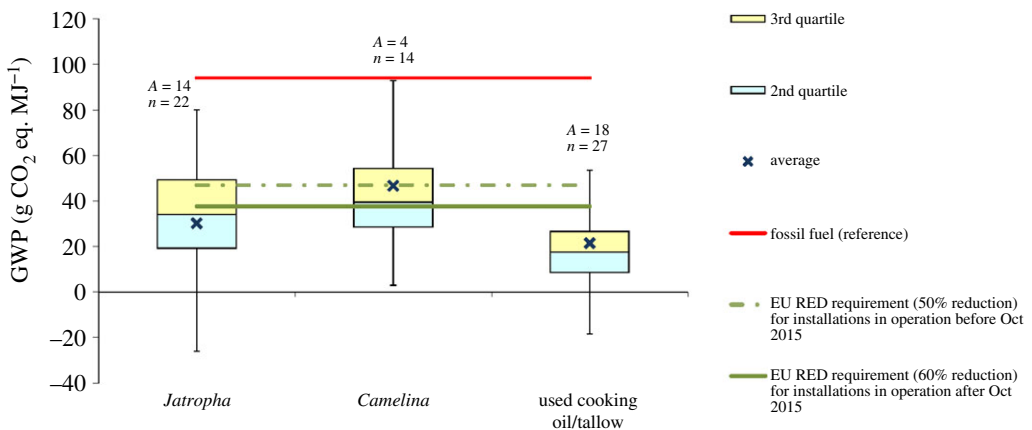 GWP (g CO₂ eq. MJ⁻¹)
120
100
80
60
40
20
0
–20
–40
A = 14
n = 22
A = 4
n = 14
A = 18
n = 27
Jatropha
Camelina
used cooking
oil/tallow
3rd quartile
2nd quartile
average
fossil fuel (reference)
EU RED requirement (50% reduction)
for installations in operation before Oct
2015
EU RED requirement (60% reduction)
for installations in operation after Oct
2015